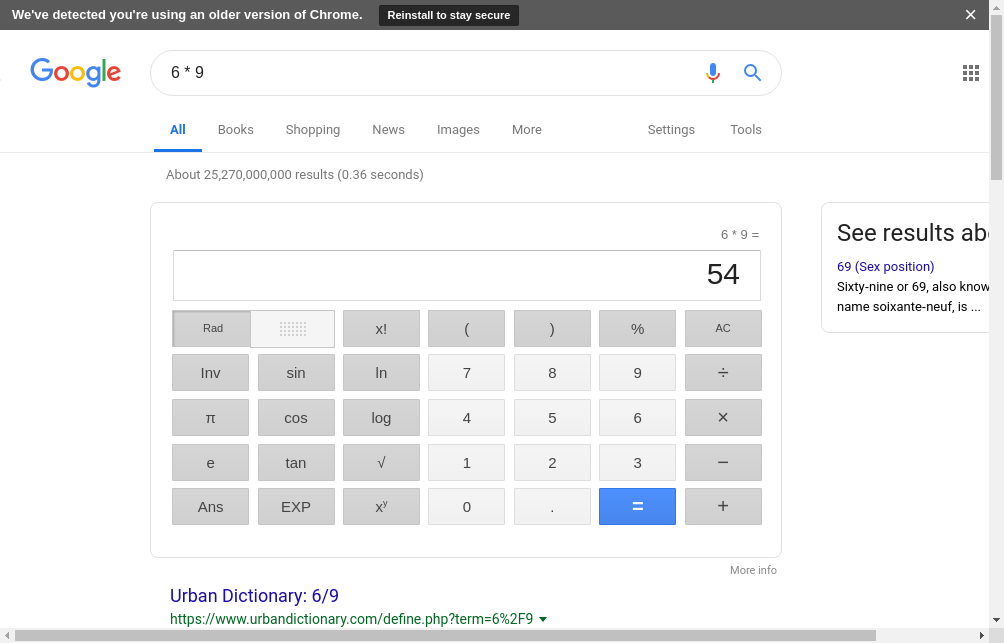 We've detected you're using an older version of Chrome. Reinstall to stay secure
Google
6 * 9
All Books Shopping News Images More Settings Tools
About 25,270,000,000 results (0.36 seconds)
6 * 9 =
54
Rad x! ( ) % AC
Inv sin ln 7 8 9 ÷
π cos log 4 5 6 ×
e tan √ 1 2 3 −
Ans EXP xʸ 0 . = +
More info
See results
69 (Sex position)
Sixty-nine or 69, also
name soixante-neuf, is ...
Urban Dictionary: 6/9
https://www.urbandictionary.com/define.php?term=6%2F9